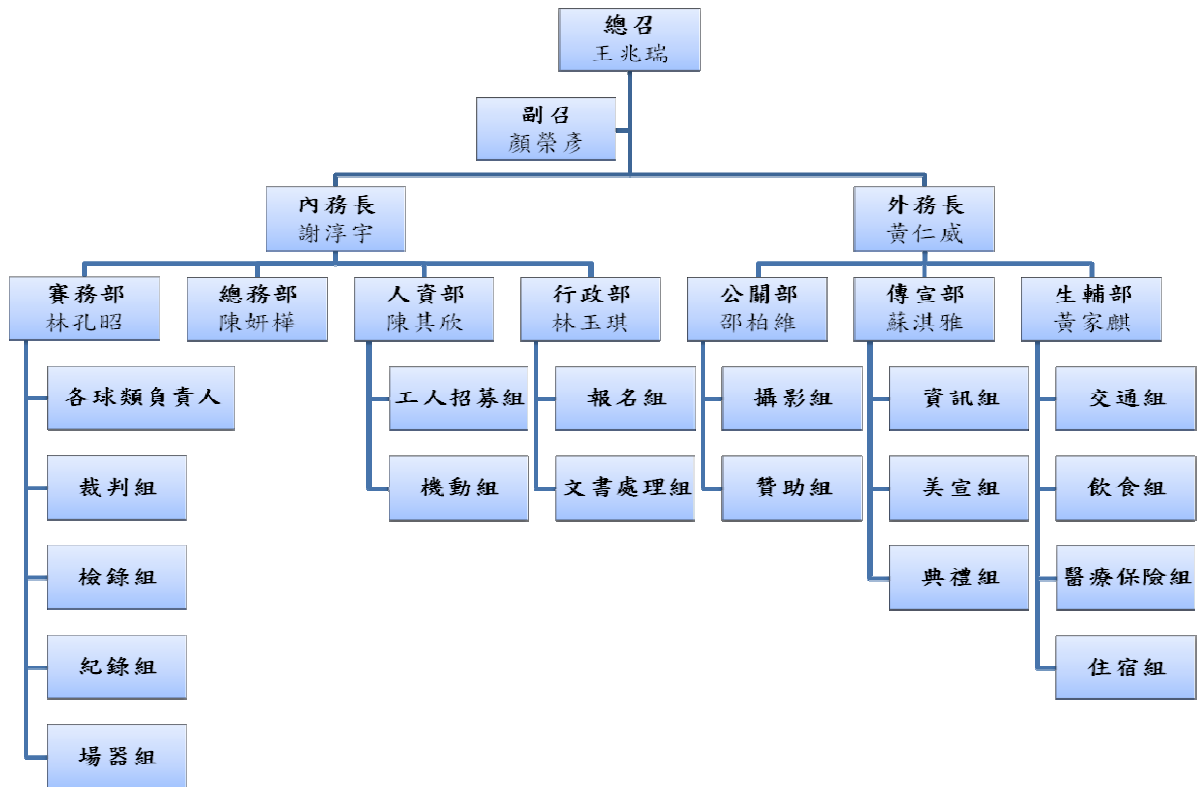 總召
王兆瑞
副召
顏榮彥
內務長
謝淳宇
外務長
黃仁威
賽務部
林孔昭
總務部
陳妍樺
人資部
陳其欣
行政部
林玉琪
公關部
邵柏維
傳宣部
蘇淇雅
生輔部
黃家麒
各球類負責人
工人招募組
報名組
攝影組
資訊組
交通組
裁判組
機動組
文書處理組
贊助組
美宣組
飲食組
檢錄組
典禮組
醫療保險組
紀錄組
住宿組
場器組